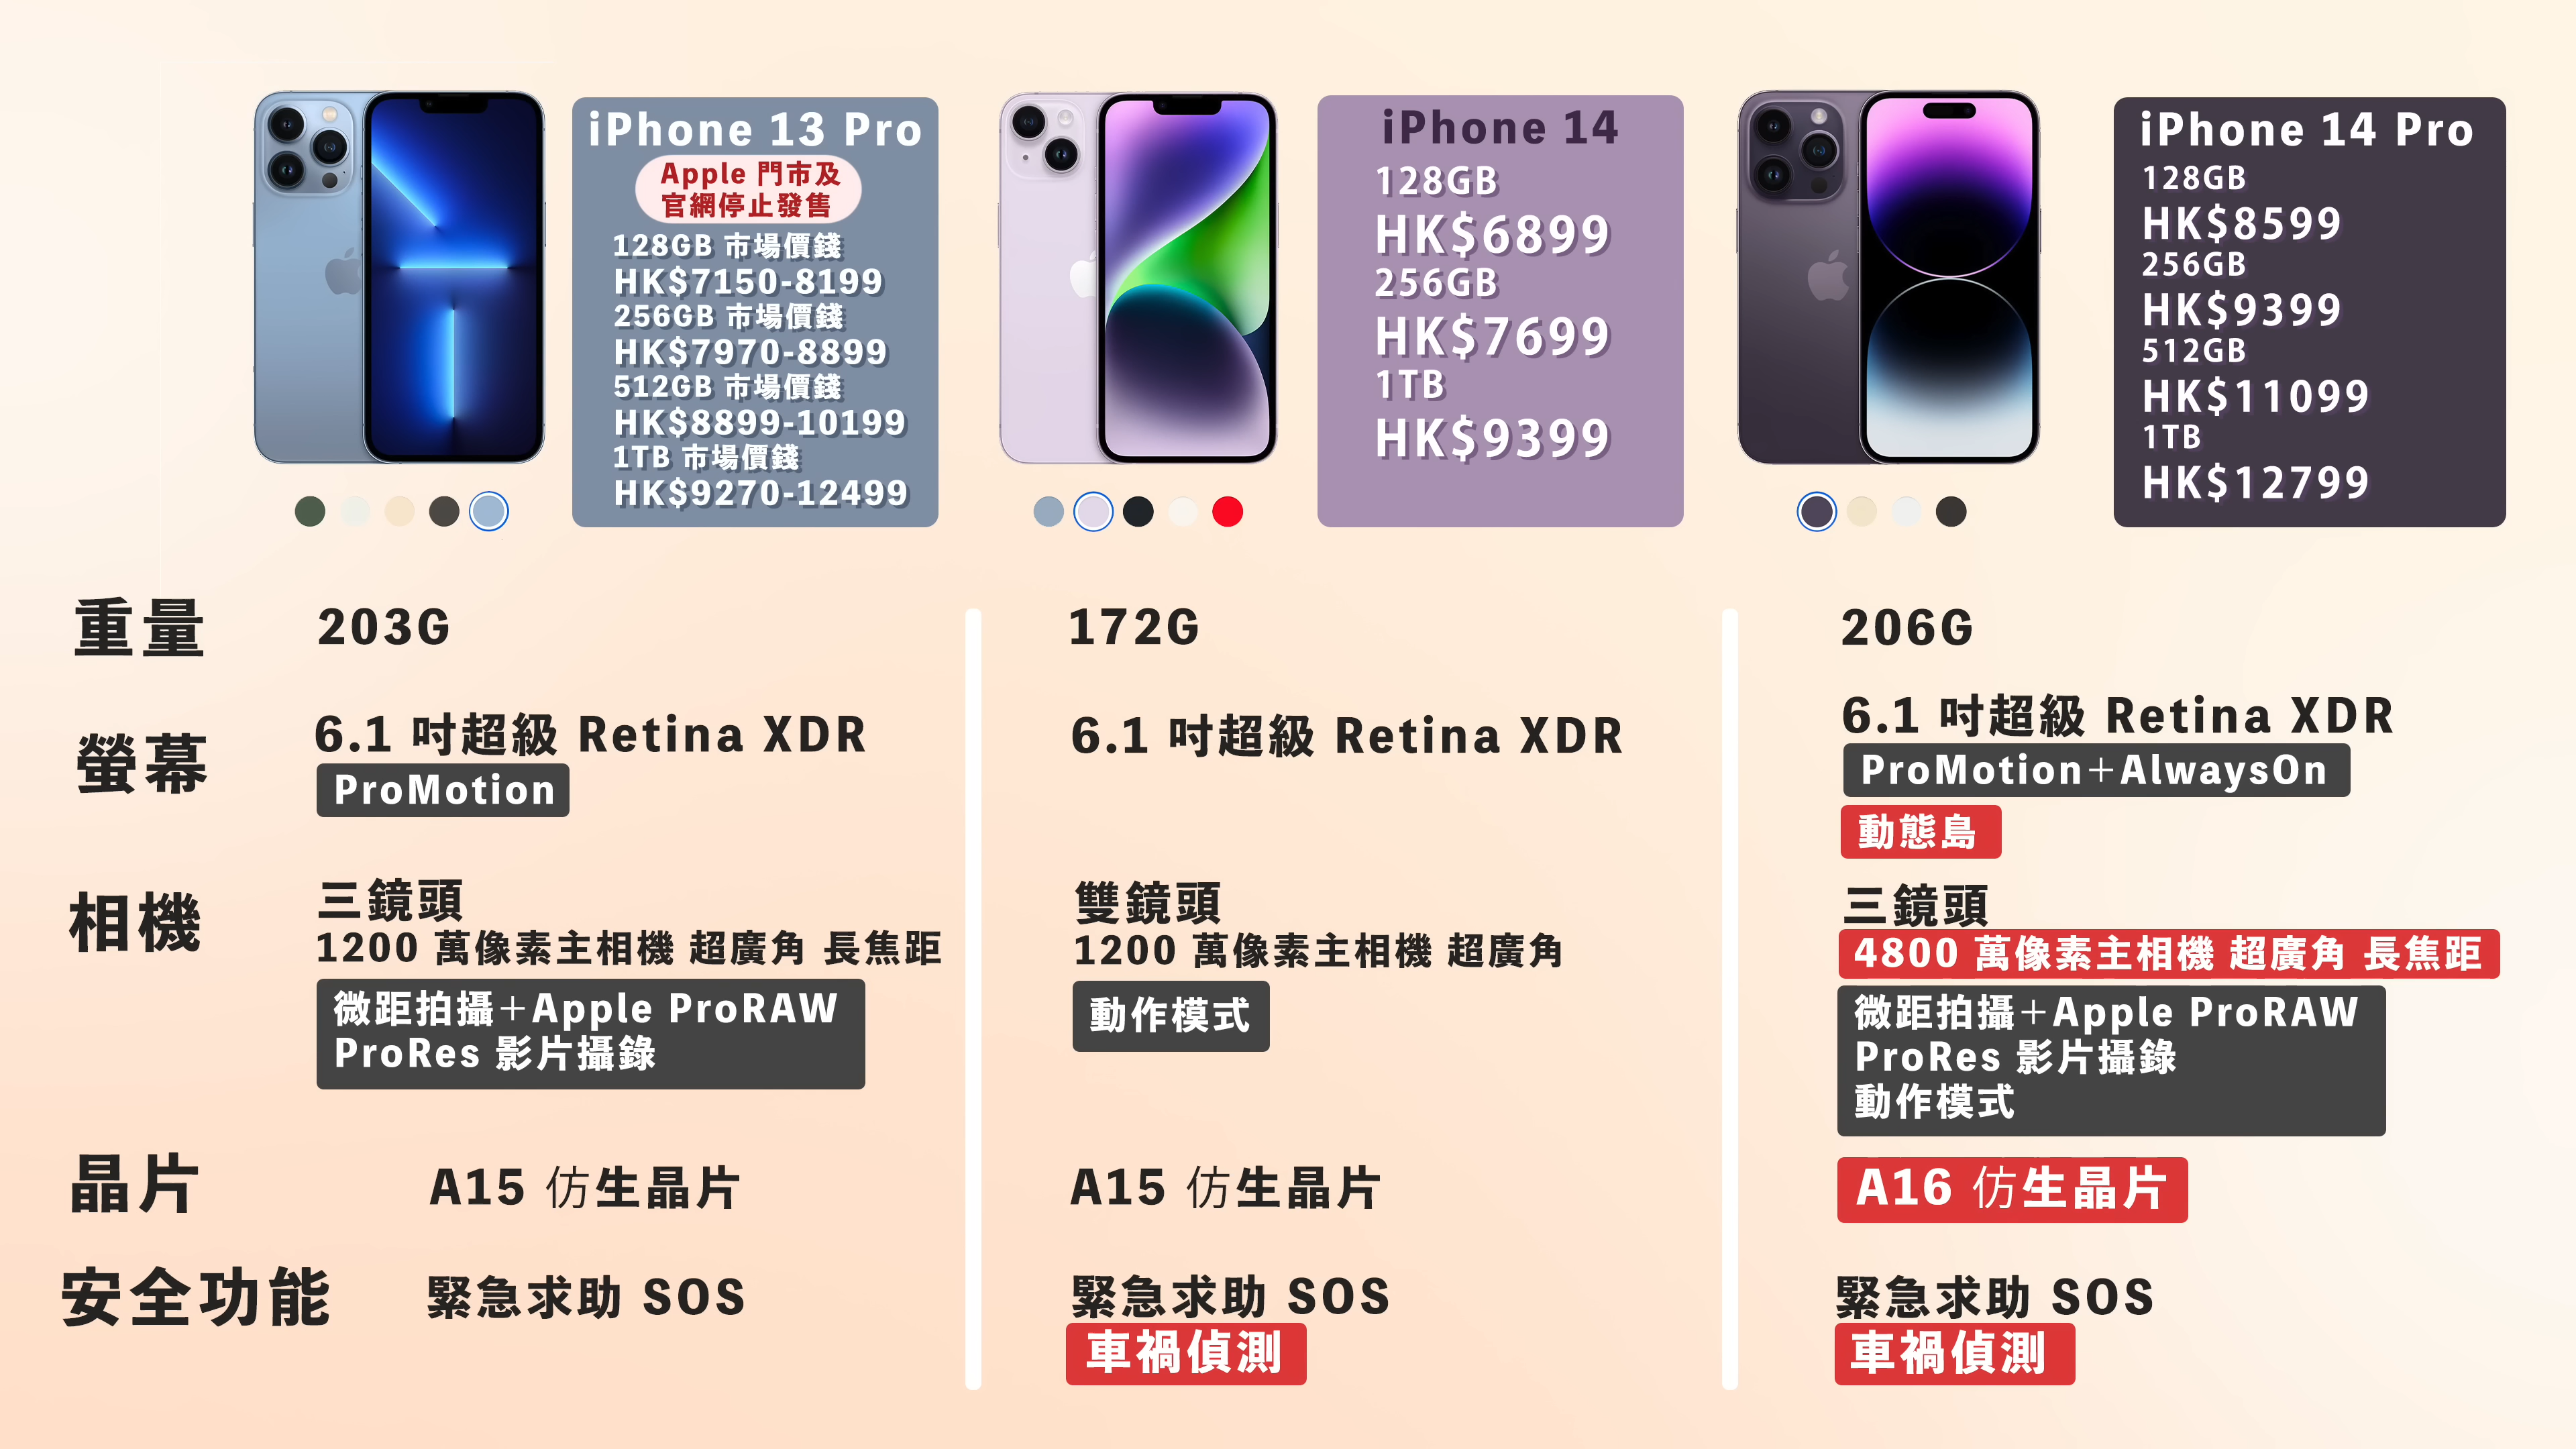 iPhone 13 Pro
Apple 門市及
官網停止發售
128GB 市場價錢
HK$7150-8199
256GB 市場價錢
HK$7970-8899
512GB 市場價錢
HK$8899-10199
1TB 市場價錢
HK$9270-12499
iPhone 14
128GB
HK$6899
256GB
HK$7699
1TB
HK$9399
iPhone 14 Pro
128GB
HK$8599
256GB
HK$9399
512GB
HK$11099
1TB
HK$12799
重量
203G
172G
206G
螢幕
6.1 吋超級 Retina XDR
ProMotion
6.1 吋超級 Retina XDR
6.1 吋超級 Retina XDR
ProMotion+AlwaysOn
動態島
相機
三鏡頭
1200 萬像素主相機 超廣角 長焦距
微距拍攝+Apple ProRAW
ProRes 影片攝錄
雙鏡頭
1200 萬像素主相機 超廣角
動作模式
三鏡頭
4800 萬像素主相機 超廣角 長焦距
微距拍攝+Apple ProRAW
ProRes 影片攝錄
動作模式
晶片
A15 仿生晶片
A15 仿生晶片
A16 仿生晶片
安全功能
緊急求助 SOS
緊急求助 SOS
車禍偵測
緊急求助 SOS
車禍偵測